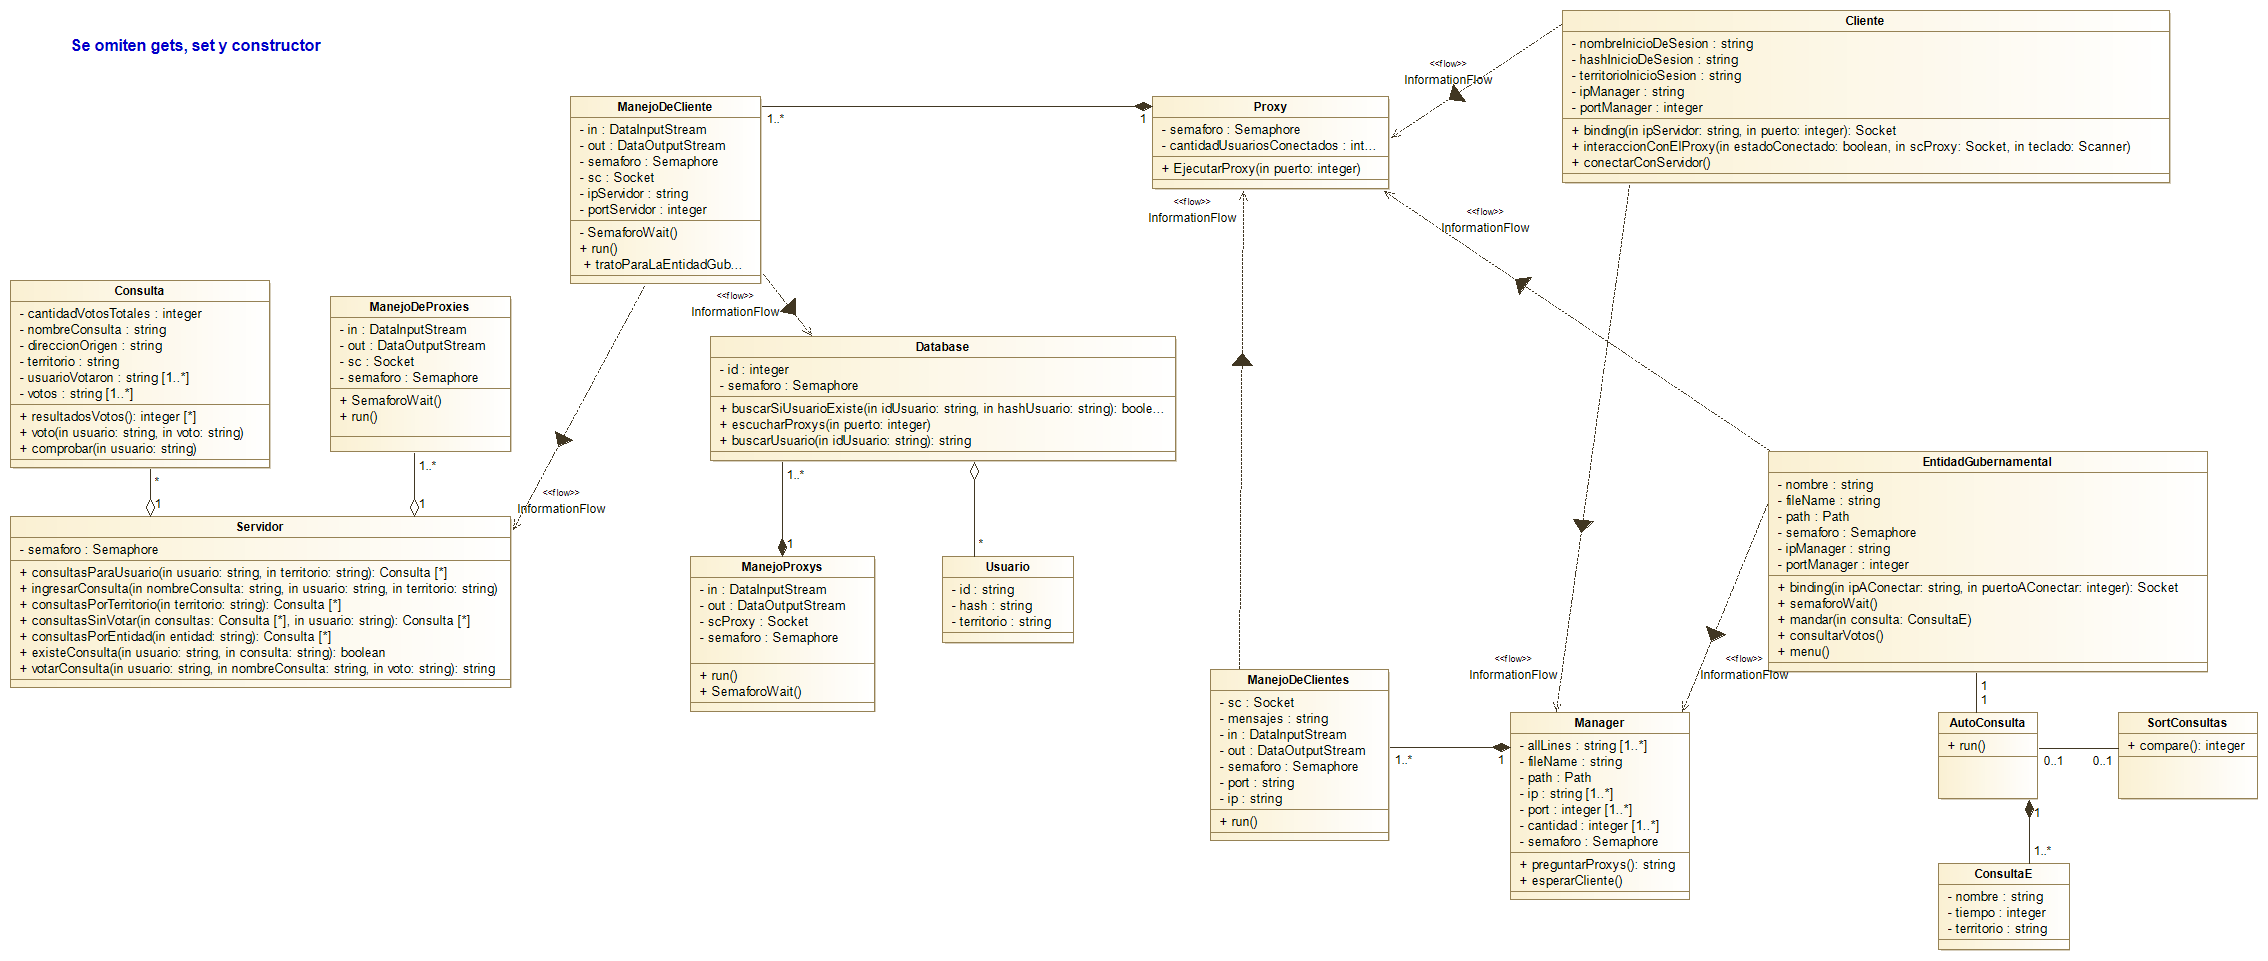 Se omiten gets, set y constructor
Cliente
- nombreInicioDeSesion : string
- hashInicioDeSesion : string
- territorioInicioSesion : string
- ipManager : string
- portManager : integer
+ binding(in ipServidor: string, in puerto: integer): Socket
+ interaccionConElProxy(in estadoConectado: boolean, in scProxy: Socket, in teclado: Scanner)
+ conectarConServidor()
<<flow>>
InformationFlow
ManejoDeCliente
- in : DataInputStream
- out : DataOutputStream
- semaforo : Semaphore
- sc : Socket
- ipServidor : string
- portServidor : integer
- SemaforoWait()
+ run()
+ tratoParaLaEntidadGub...
1..*
1
Proxy
- semaforo : Semaphore
- cantidadUsuariosConectados : int...
+ EjecutarProxy(in puerto: integer)
<<flow>>
InformationFlow
<<flow>>
InformationFlow
Consulta
- cantidadVotosTotales : integer
- nombreConsulta : string
- direccionOrigen : string
- territorio : string
- usuarioVotaron : string [1..*]
- votos : string [1..*]
+ resultadosVotos(): integer [*]
+ voto(in usuario: string, in voto: string)
+ comprobar(in usuario: string)
*
1
ManejoDeProxies
- in : DataInputStream
- out : DataOutputStream
- sc : Socket
- semaforo : Semaphore
+ SemaforoWait()
+ run()
1..*
1
<<flow>>
InformationFlow
Database
- id : integer
- semaforo : Semaphore
+ buscarSiUsuarioExiste(in idUsuario: string, in hashUsuario: string): boole...
+ escucharProxys(in puerto: integer)
+ buscarUsuario(in idUsuario: string): string
1..*
1
*
<<flow>>
InformationFlow
Servidor
- semaforo : Semaphore
+ consultasParaUsuario(in usuario: string, in territorio: string): Consulta [*]
+ ingresarConsulta(in nombreConsulta: string, in usuario: string, in territorio: string)
+ consultasPorTerritorio(in territorio: string): Consulta [*]
+ consultasSinVotar(in consultas: Consulta [*], in usuario: string): Consulta [*]
+ consultasPorEntidad(in entidad: string): Consulta [*]
+ existeConsulta(in usuario: string, in consulta: string): boolean
+ votarConsulta(in usuario: string, in nombreConsulta: string, in voto: string): string
ManejoProxys
- in : DataInputStream
- out : DataOutputStream
- scProxy : Socket
- semaforo : Semaphore
+ run()
+ SemaforoWait()
Usuario
- id : string
- hash : string
- territorio : string
EntidadGubernamental
- nombre : string
- fileName : string
- path : Path
- semaforo : Semaphore
- ipManager : string
- portManager : integer
+ binding(in ipAConectar: string, in puertoAConectar: integer): Socket
+ semaforoWait()
+ mandar(in consulta: ConsultaE)
+ consultarVotos()
+ menu()
<<flow>>
InformationFlow
<<flow>>
InformationFlow
ManejoDeClientes
- sc : Socket
- mensajes : string
- in : DataInputStream
- out : DataOutputStream
- semaforo : Semaphore
- port : string
- ip : string
+ run()
1..*
1
Manager
- allLines : string [1..*]
- fileName : string
- path : Path
- ip : string [1..*]
- port : integer [1..*]
- cantidad : integer [1..*]
- semaforo : Semaphore
+ preguntarProxys(): string
+ esperarCliente()
1
1
AutoConsulta
+ run()
0..1
0..1
SortConsultas
+ compare(): integer
1
1..*
ConsultaE
- nombre : string
- tiempo : integer
- territorio : string